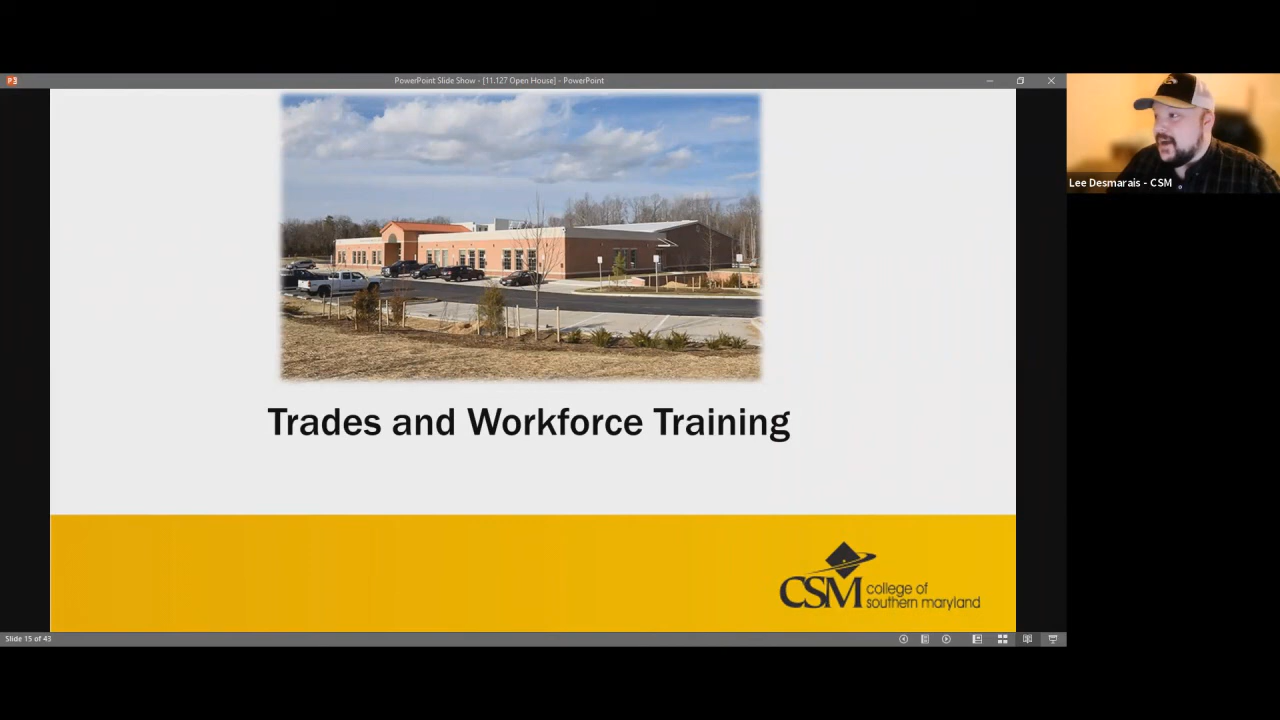 PowerPoint Slide Show - [11.127 Open House] - PowerPoint
Lee Desmarais - CSM
Trades and Workforce Training
CSM
college of
southern maryland
Slide 15 of 43